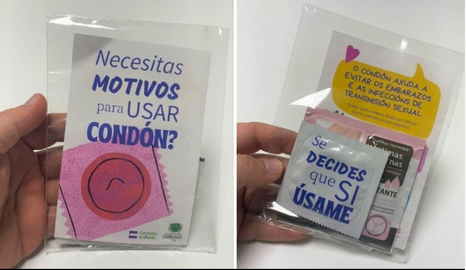 Necesitas
MOTIVOS
para USAR
CONDÓN?
O CONDÓN AXUDA A
EVITAR OS EMBARAZOS
E AS INFECCIÓNS DE
TRANSMISIÓN SEXUAL
Se
DECIDES
que SI
ÚSAME